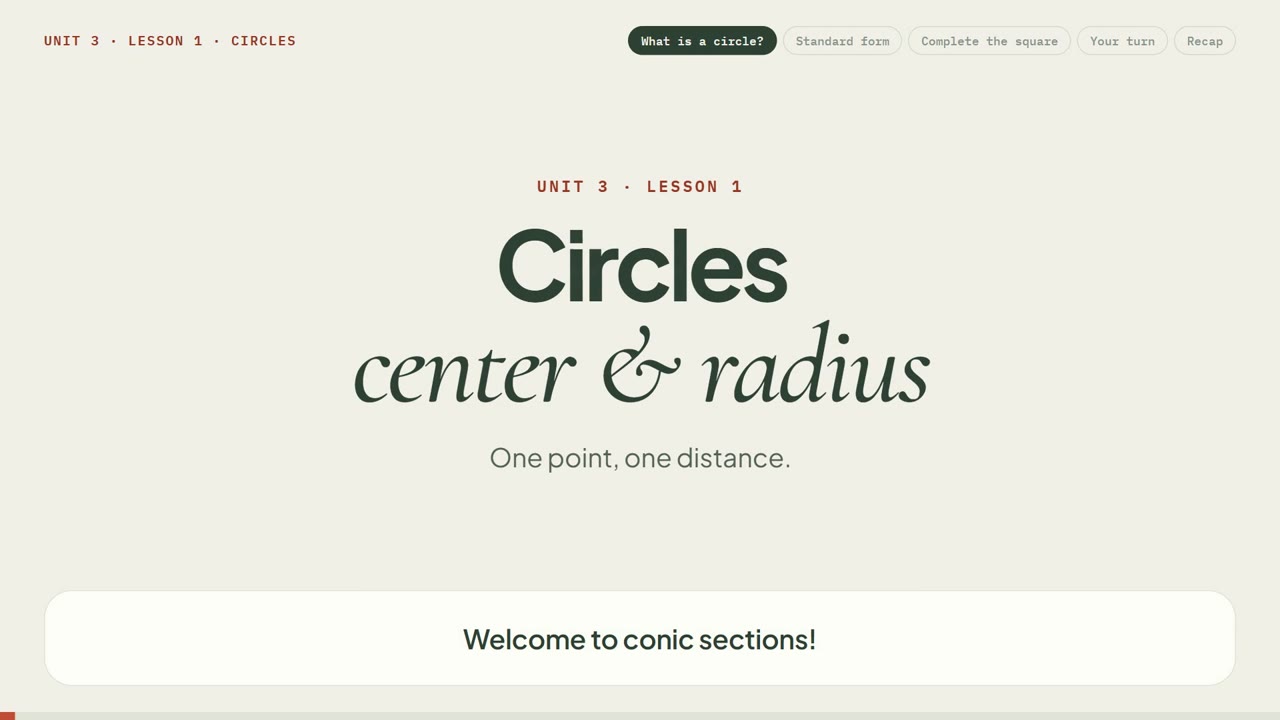 UNIT 3 · LESSON 1 · CIRCLES
What is a circle?
Standard form
Complete the square
Your turn
Recap
UNIT 3 · LESSON 1
Circles
center & radius
One point, one distance.
Welcome to conic sections!